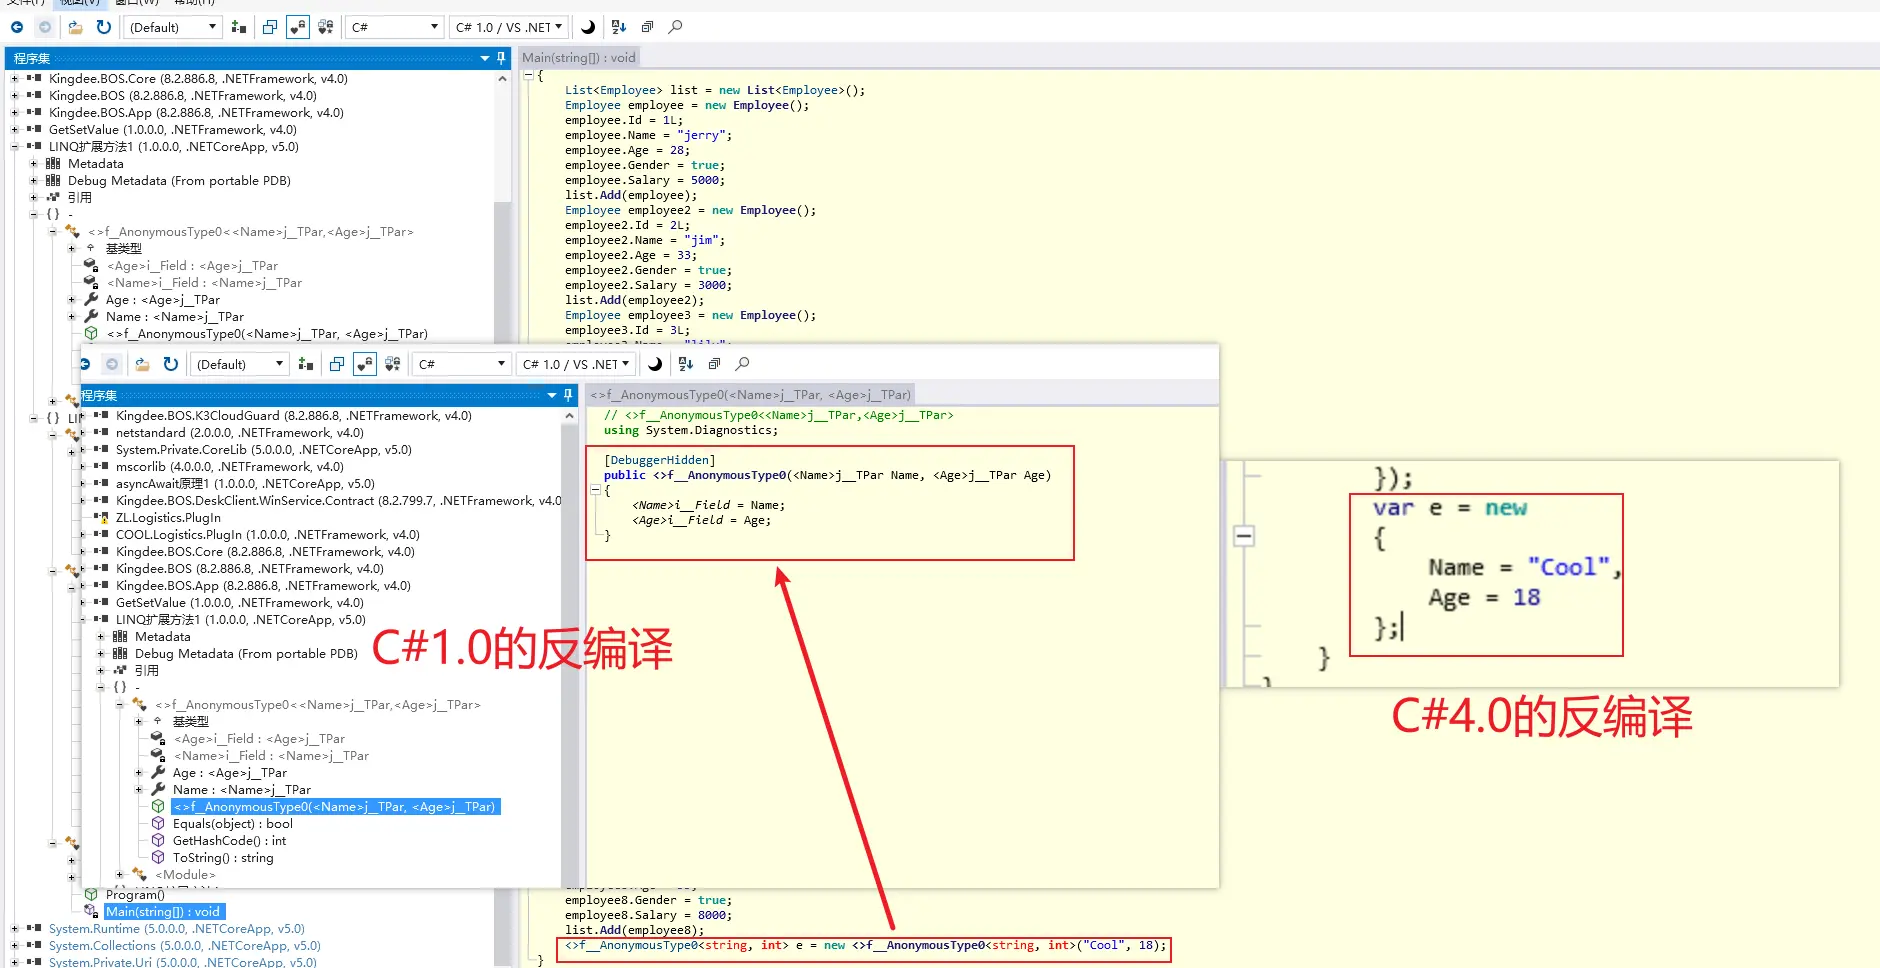 文件(F) 视图(V) 窗口(W) 帮助(H)
(Default) C# C# 1.0 / VS .NET
程序集
Kingdee.BOS.Core (8.2.886.8, .NETFramework, v4.0)
Kingdee.BOS (8.2.886.8, .NETFramework, v4.0)
Kingdee.BOS.App (8.2.886.8, .NETFramework, v4.0)
GetSetValue (1.0.0.0, .NETFramework, v4.0)
LINQ扩展方法1 (1.0.0.0, .NETCoreApp, v5.0)
Metadata
Debug Metadata (From portable PDB)
引用
{} -
<>f__AnonymousType0<<Name>j__TPar,<Age>j__TPar>
基类型
<Age>i__Field : <Age>j__TPar
<Name>i__Field : <Name>j__TPar
Age : <Age>j__TPar
Name : <Name>j__TPar
<>f__AnonymousType0(<Name>j__TPar, <Age>j__TPar)
{} LI
Program()
Main(string[]) : void
System.Runtime (5.0.0.0, .NETCoreApp, v5.0)
System.Collections (5.0.0.0, .NETCoreApp, v5.0)
System.Private.Uri (5.0.0.0, .NETCoreApp, v5.0)
Main(string[]) : void
{
List<Employee> list = new List<Employee>();
Employee employee = new Employee();
employee.Id = 1L;
employee.Name = "jerry";
employee.Age = 28;
employee.Gender = true;
employee.Salary = 5000;
list.Add(employee);
Employee employee2 = new Employee();
employee2.Id = 2L;
employee2.Name = "jim";
employee2.Age = 33;
employee2.Gender = true;
employee2.Salary = 3000;
list.Add(employee2);
Employee employee3 = new Employee();
employee3.Id = 3L;
employee3.Name = "lily";
(Default) C# C# 1.0 / VS .NET
程序集
Kingdee.BOS.K3CloudGuard (8.2.886.8, .NETFramework, v4.0)
netstandard (2.0.0.0, .NETFramework, v4.0)
System.Private.CoreLib (5.0.0.0, .NETCoreApp, v5.0)
mscorlib (4.0.0.0, .NETFramework, v4.0)
asyncAwait原理1 (1.0.0.0, .NETCoreApp, v5.0)
Kingdee.BOS.DeskClient.WinService.Contract (8.2.799.7, .NETFramework, v4.0
ZL.Logistics.PlugIn
COOL.Logistics.PlugIn (1.0.0.0, .NETFramework, v4.0)
Kingdee.BOS.Core (8.2.886.8, .NETFramework, v4.0)
Kingdee.BOS (8.2.886.8, .NETFramework, v4.0)
Kingdee.BOS.App (8.2.886.8, .NETFramework, v4.0)
GetSetValue (1.0.0.0, .NETFramework, v4.0)
LINQ扩展方法1 (1.0.0.0, .NETCoreApp, v5.0)
Metadata
Debug Metadata (From portable PDB)
引用
{} -
<>f__AnonymousType0<<Name>j__TPar,<Age>j__TPar>
基类型
<Age>i__Field : <Age>j__TPar
<Name>i__Field : <Name>j__TPar
Age : <Age>j__TPar
Name : <Name>j__TPar
<>f__AnonymousType0(<Name>j__TPar, <Age>j__TPar)
Equals(object) : bool
GetHashCode() : int
ToString() : string
<Module>
<>f__AnonymousType0(<Name>j__TPar, <Age>j__TPar)
// <>f__AnonymousType0<<Name>j__TPar,<Age>j__TPar>
using System.Diagnostics;
[DebuggerHidden]
public <>f__AnonymousType0(<Name>j__TPar Name, <Age>j__TPar Age)
{
<Name>i__Field = Name;
<Age>i__Field = Age;
}
C#1.0的反编译
});
var e = new
{
Name = "Cool",
Age = 18
};
}
}
C#4.0的反编译
employee8.Gender = true;
employee8.Salary = 8000;
list.Add(employee8);
<>f__AnonymousType0<string, int> e = new <>f__AnonymousType0<string, int>("Cool", 18);
}